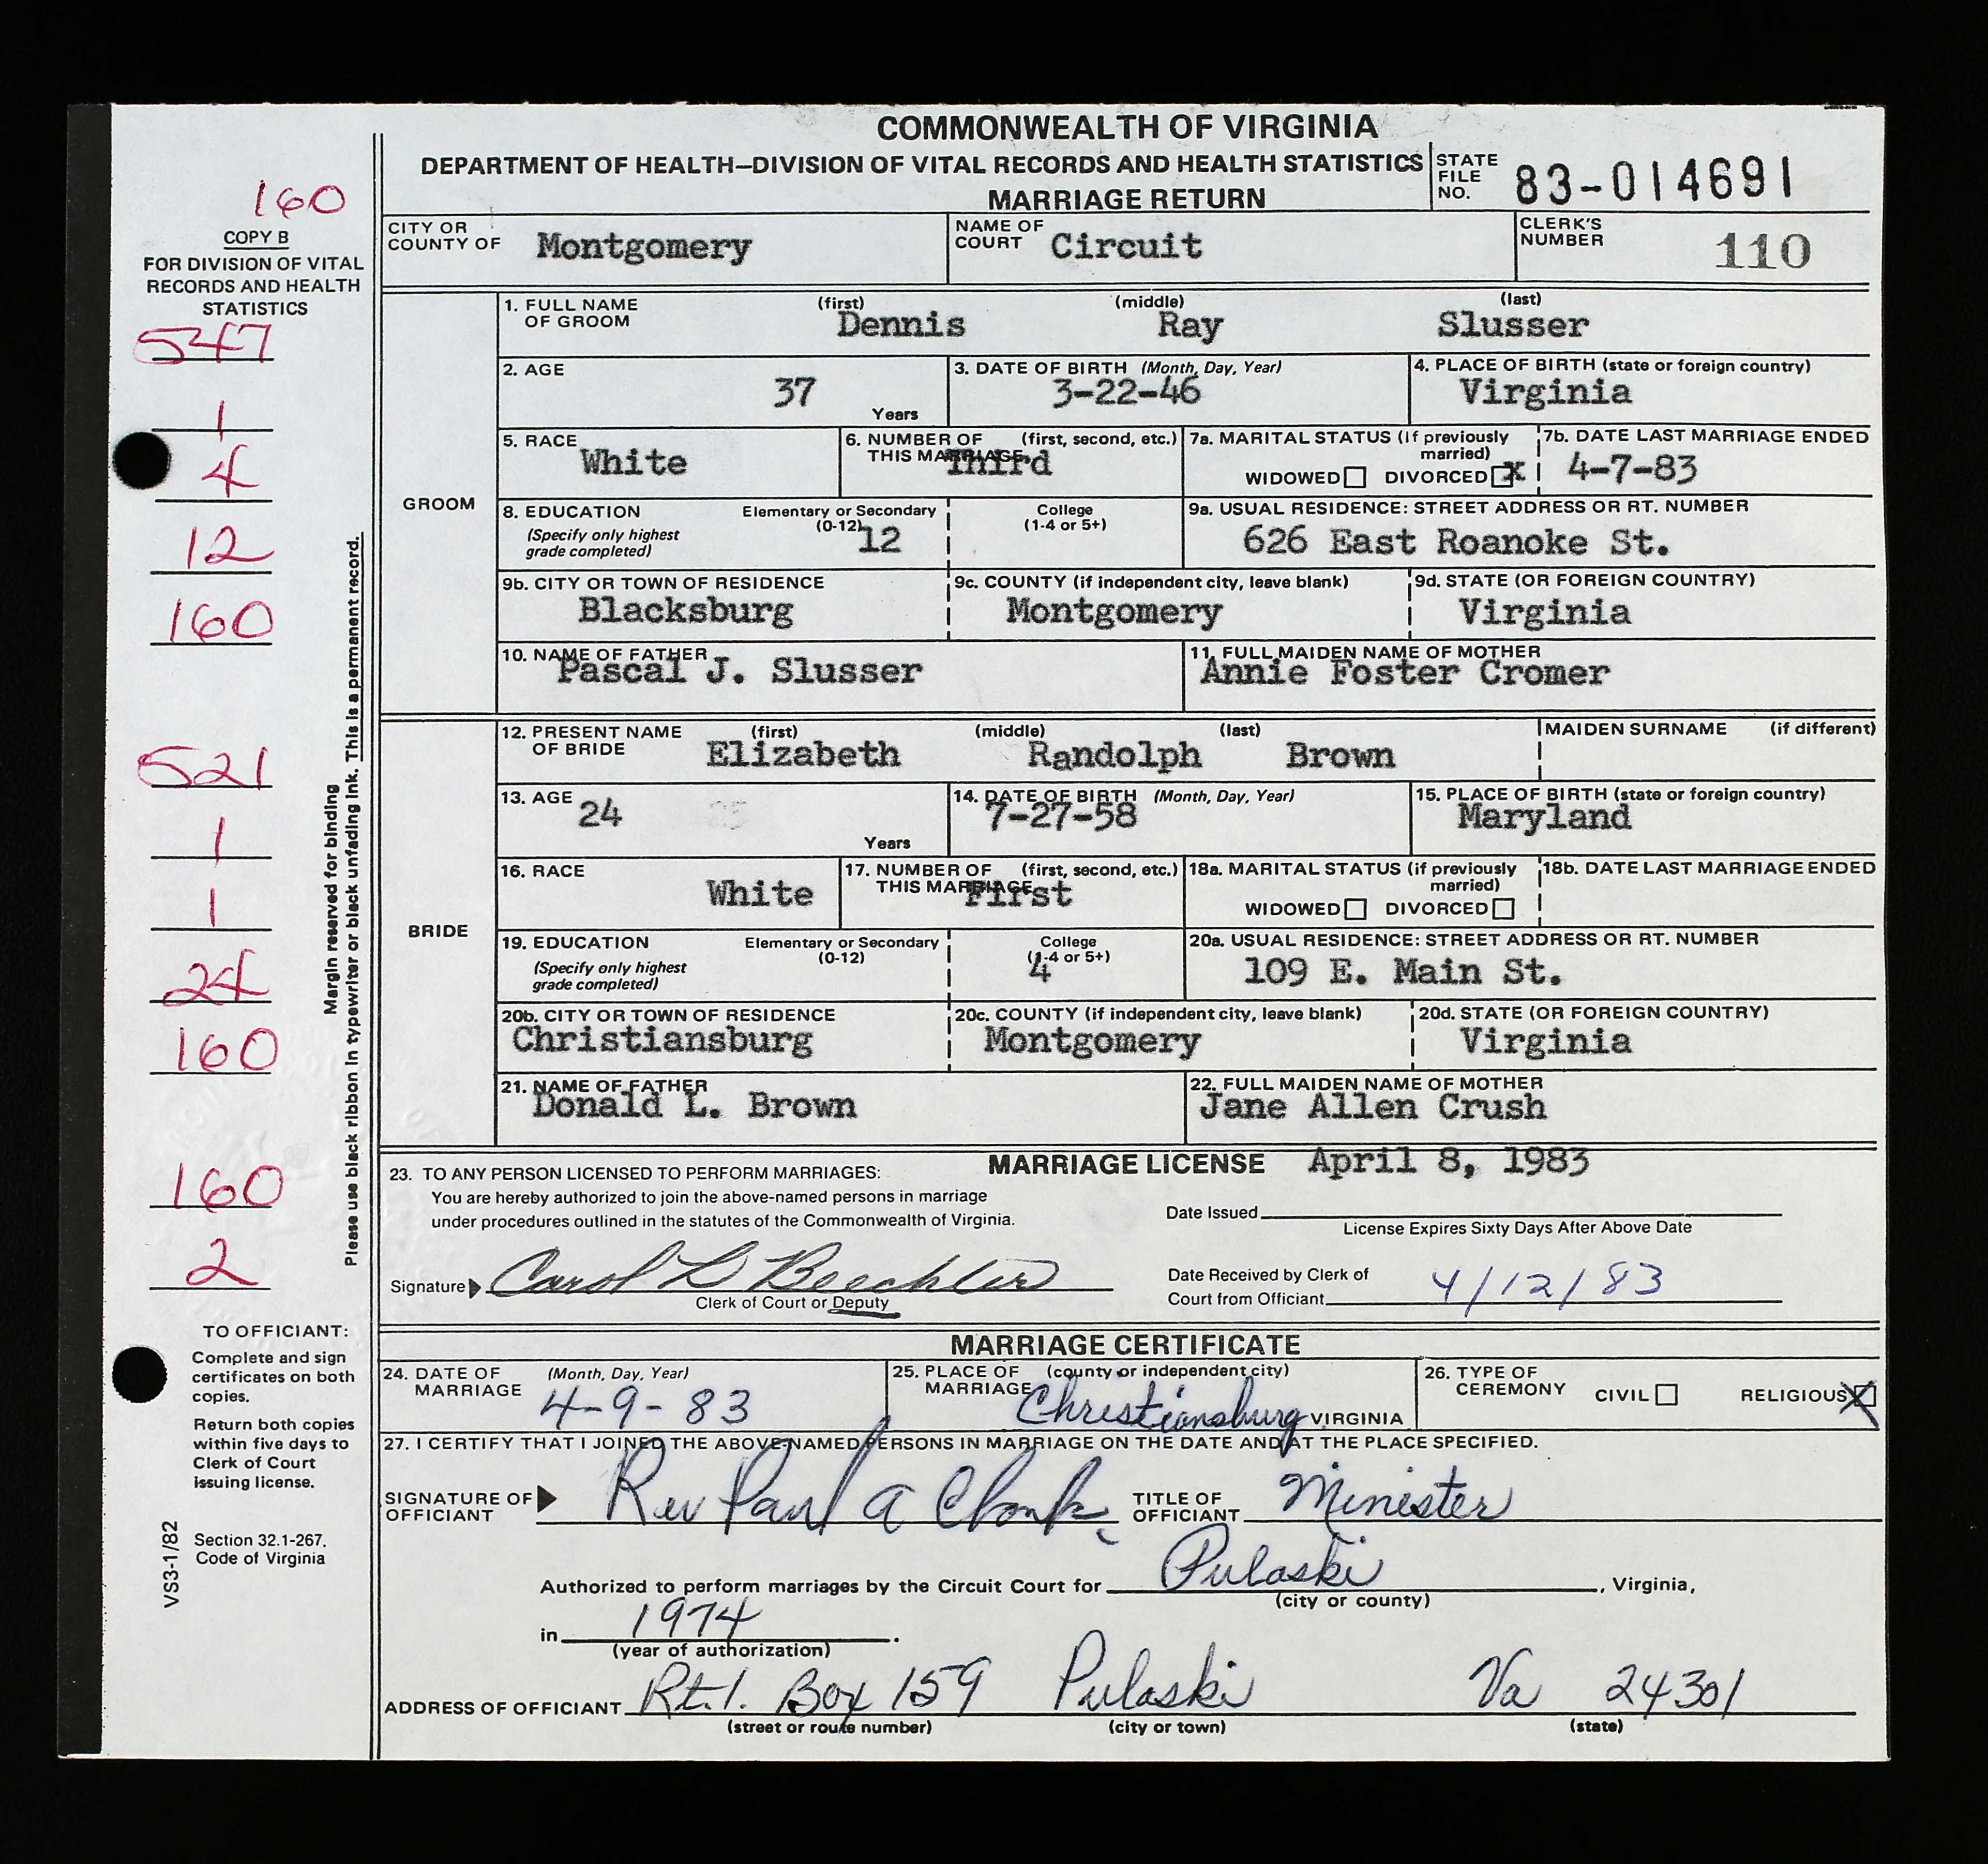 COMMONWEALTH OF VIRGINIA
DEPARTMENT OF HEALTH—DIVISION OF VITAL RECORDS AND HEALTH STATISTICS
MARRIAGE RETURN
STATE FILE NO. 83-014691
160
COPY B
FOR DIVISION OF VITAL
RECORDS AND HEALTH
STATISTICS
547
1
4
12
160
521
1
1
24
160
160
2
Margin reserved for binding
Please use black ribbon in typewriter or black unfading ink. This is a permanent record.
TO OFFICIANT:
Complete and sign
certificates on both
copies.
Return both copies
within five days to
Clerk of Court
issuing license.
Section 32.1-267,
Code of Virginia
VS3-1/82
CITY OR COUNTY OF Montgomery
NAME OF COURT Circuit
CLERK'S NUMBER 110
GROOM
1. FULL NAME OF GROOM (first) Dennis (middle) Ray (last) Slusser
2. AGE 37 Years
3. DATE OF BIRTH (Month, Day, Year) 3-22-46
4. PLACE OF BIRTH (state or foreign country) Virginia
5. RACE White
6. NUMBER OF THIS MARRIAGE (first, second, etc.) Third
7a. MARITAL STATUS (if previously married) WIDOWED DIVORCED X
7b. DATE LAST MARRIAGE ENDED 4-7-83
8. EDUCATION (Specify only highest grade completed) Elementary or Secondary (0-12) 12 College (1-4 or 5+)
9a. USUAL RESIDENCE: STREET ADDRESS OR RT. NUMBER 626 East Roanoke St.
9b. CITY OR TOWN OF RESIDENCE Blacksburg
9c. COUNTY (if independent city, leave blank) Montgomery
9d. STATE (OR FOREIGN COUNTRY) Virginia
10. NAME OF FATHER Pascal J. Slusser
11. FULL MAIDEN NAME OF MOTHER Annie Foster Cromer
BRIDE
12. PRESENT NAME OF BRIDE (first) Elizabeth (middle) Randolph (last) Brown MAIDEN SURNAME (if different)
13. AGE 24 Years
14. DATE OF BIRTH (Month, Day, Year) 7-27-58
15. PLACE OF BIRTH (state or foreign country) Maryland
16. RACE White
17. NUMBER OF THIS MARRIAGE (first, second, etc.) First
18a. MARITAL STATUS (if previously married) WIDOWED DIVORCED
18b. DATE LAST MARRIAGE ENDED
19. EDUCATION (Specify only highest grade completed) Elementary or Secondary (0-12) College (1-4 or 5+) 4
20a. USUAL RESIDENCE: STREET ADDRESS OR RT. NUMBER 109 E. Main St.
20b. CITY OR TOWN OF RESIDENCE Christiansburg
20c. COUNTY (if independent city, leave blank) Montgomery
20d. STATE (OR FOREIGN COUNTRY) Virginia
21. NAME OF FATHER Donald L. Brown
22. FULL MAIDEN NAME OF MOTHER Jane Allen Crush
MARRIAGE LICENSE April 8, 1983
23. TO ANY PERSON LICENSED TO PERFORM MARRIAGES:
You are hereby authorized to join the above-named persons in marriage
under procedures outlined in the statutes of the Commonwealth of Virginia.
Date Issued
License Expires Sixty Days After Above Date
Signature Carol L Beechler
Clerk of Court or Deputy
Date Received by Clerk of
Court from Officiant 4/12/83
MARRIAGE CERTIFICATE
24. DATE OF MARRIAGE (Month, Day, Year) 4-9-83
25. PLACE OF MARRIAGE (county or independent city) Christiansburg VIRGINIA
26. TYPE OF CEREMONY CIVIL RELIGIOUS X
27. I CERTIFY THAT I JOINED THE ABOVE-NAMED PERSONS IN MARRIAGE ON THE DATE AND AT THE PLACE SPECIFIED.
SIGNATURE OF OFFICIANT Rev Paul A
TITLE OF OFFICIANT Minister
Authorized to perform marriages by the Circuit Court for Pulaski, Virginia,
(city or county)
in 1974.
(year of authorization)
ADDRESS OF OFFICIANT Rt.1. Box 159 Pulaski Va 24301
(street or route number) (city or town) (state)